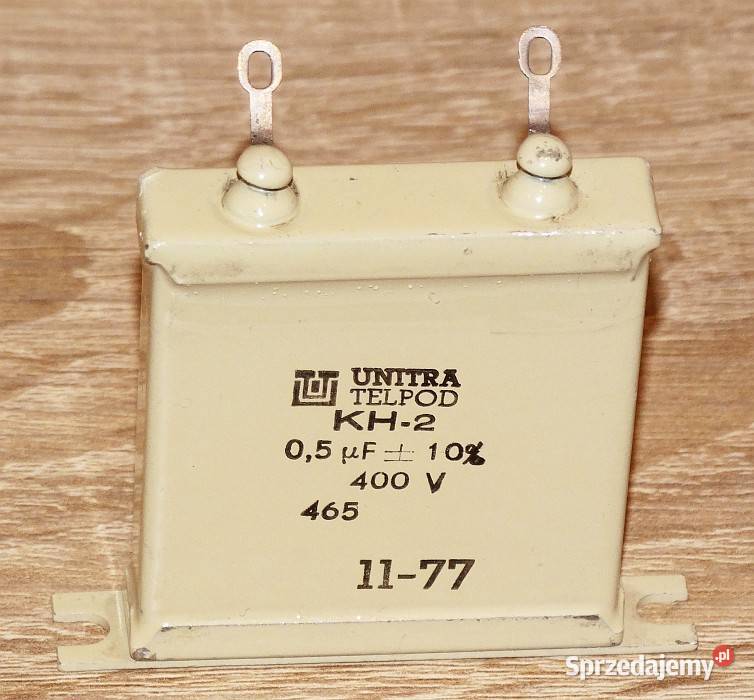 UNITRA
TELPOD
KH-2
0,5 µF ± 10%
400 V
465
11-77
Sprzedajemy.pl